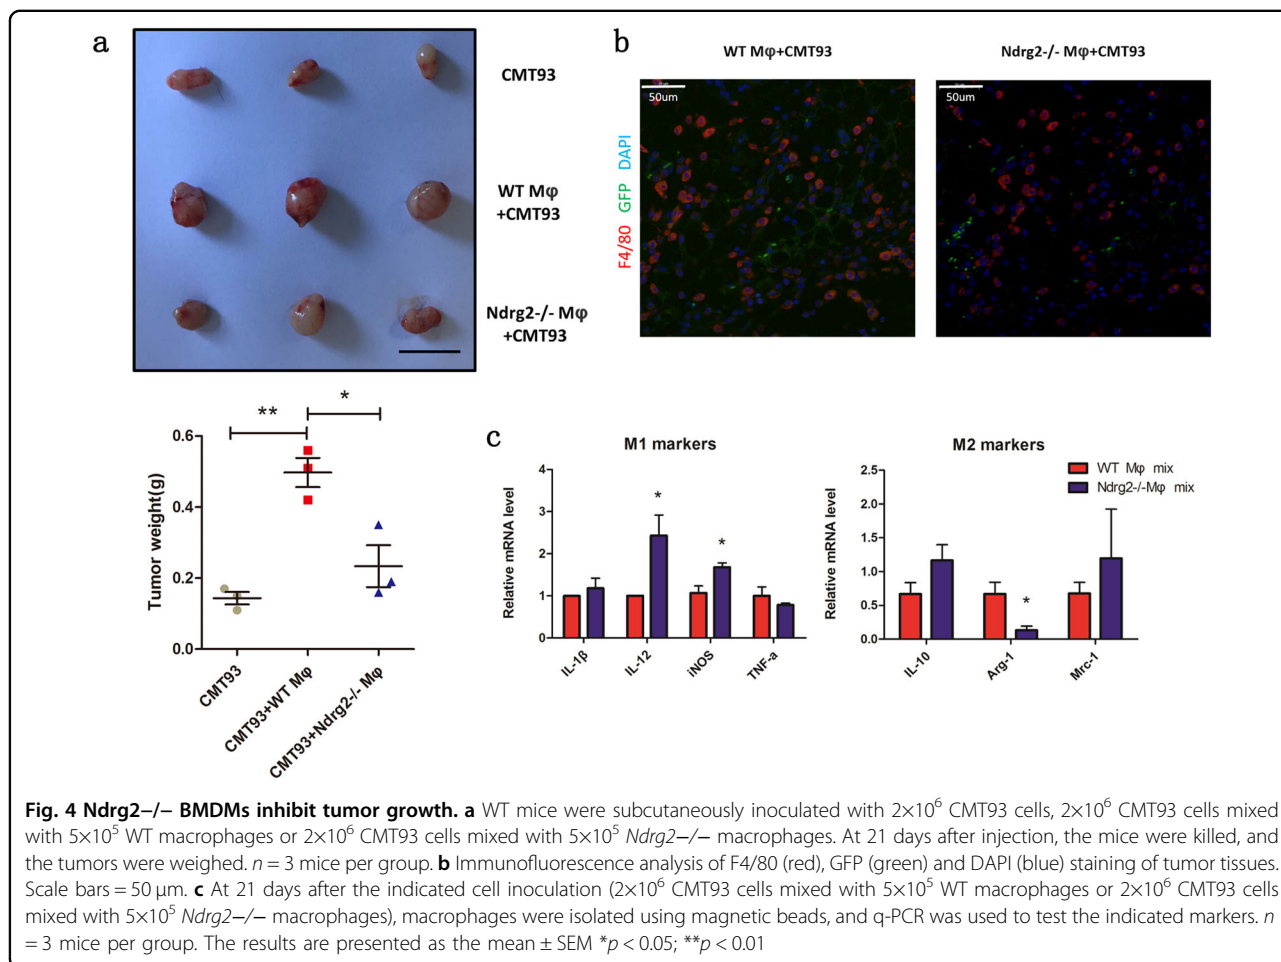 a
CMT93
WT Mφ
+CMT93
Ndrg2-/- Mφ
+CMT93
b
WT Mφ+CMT93
Ndrg2-/- Mφ+CMT93
50um
50um
F4/80 GFP DAPI
**
*
Tumor weight(g)
0.6
0.4
0.2
0.0
CMT93
CMT93+WT Mφ
CMT93+Ndrg2-/- Mφ
c
M1 markers
Relative mRNA level
4
3
2
1
0
*
*
IL-1β
IL-12
iNOS
TNF-a
M2 markers
WT Mφ mix
Ndrg2-/-Mφ mix
Relative mRNA level
2.5
2.0
1.5
1.0
0.5
0.0
*
IL-10
Arg-1
Mrc-1
Fig. 4 Ndrg2−/− BMDMs inhibit tumor growth. a WT mice were subcutaneously inoculated with 2×10⁶ CMT93 cells, 2×10⁶ CMT93 cells mixed
with 5×10⁵ WT macrophages or 2×10⁶ CMT93 cells mixed with 5×10⁵ Ndrg2−/− macrophages. At 21 days after injection, the mice were killed, and
the tumors were weighed. n = 3 mice per group. b Immunofluorescence analysis of F4/80 (red), GFP (green) and DAPI (blue) staining of tumor tissues.
Scale bars = 50 μm. c At 21 days after the indicated cell inoculation (2×10⁶ CMT93 cells mixed with 5×10⁵ WT macrophages or 2×10⁶ CMT93 cells
mixed with 5×10⁵ Ndrg2−/− macrophages), macrophages were isolated using magnetic beads, and q-PCR was used to test the indicated markers. n
= 3 mice per group. The results are presented as the mean ± SEM *p < 0.05; **p < 0.01